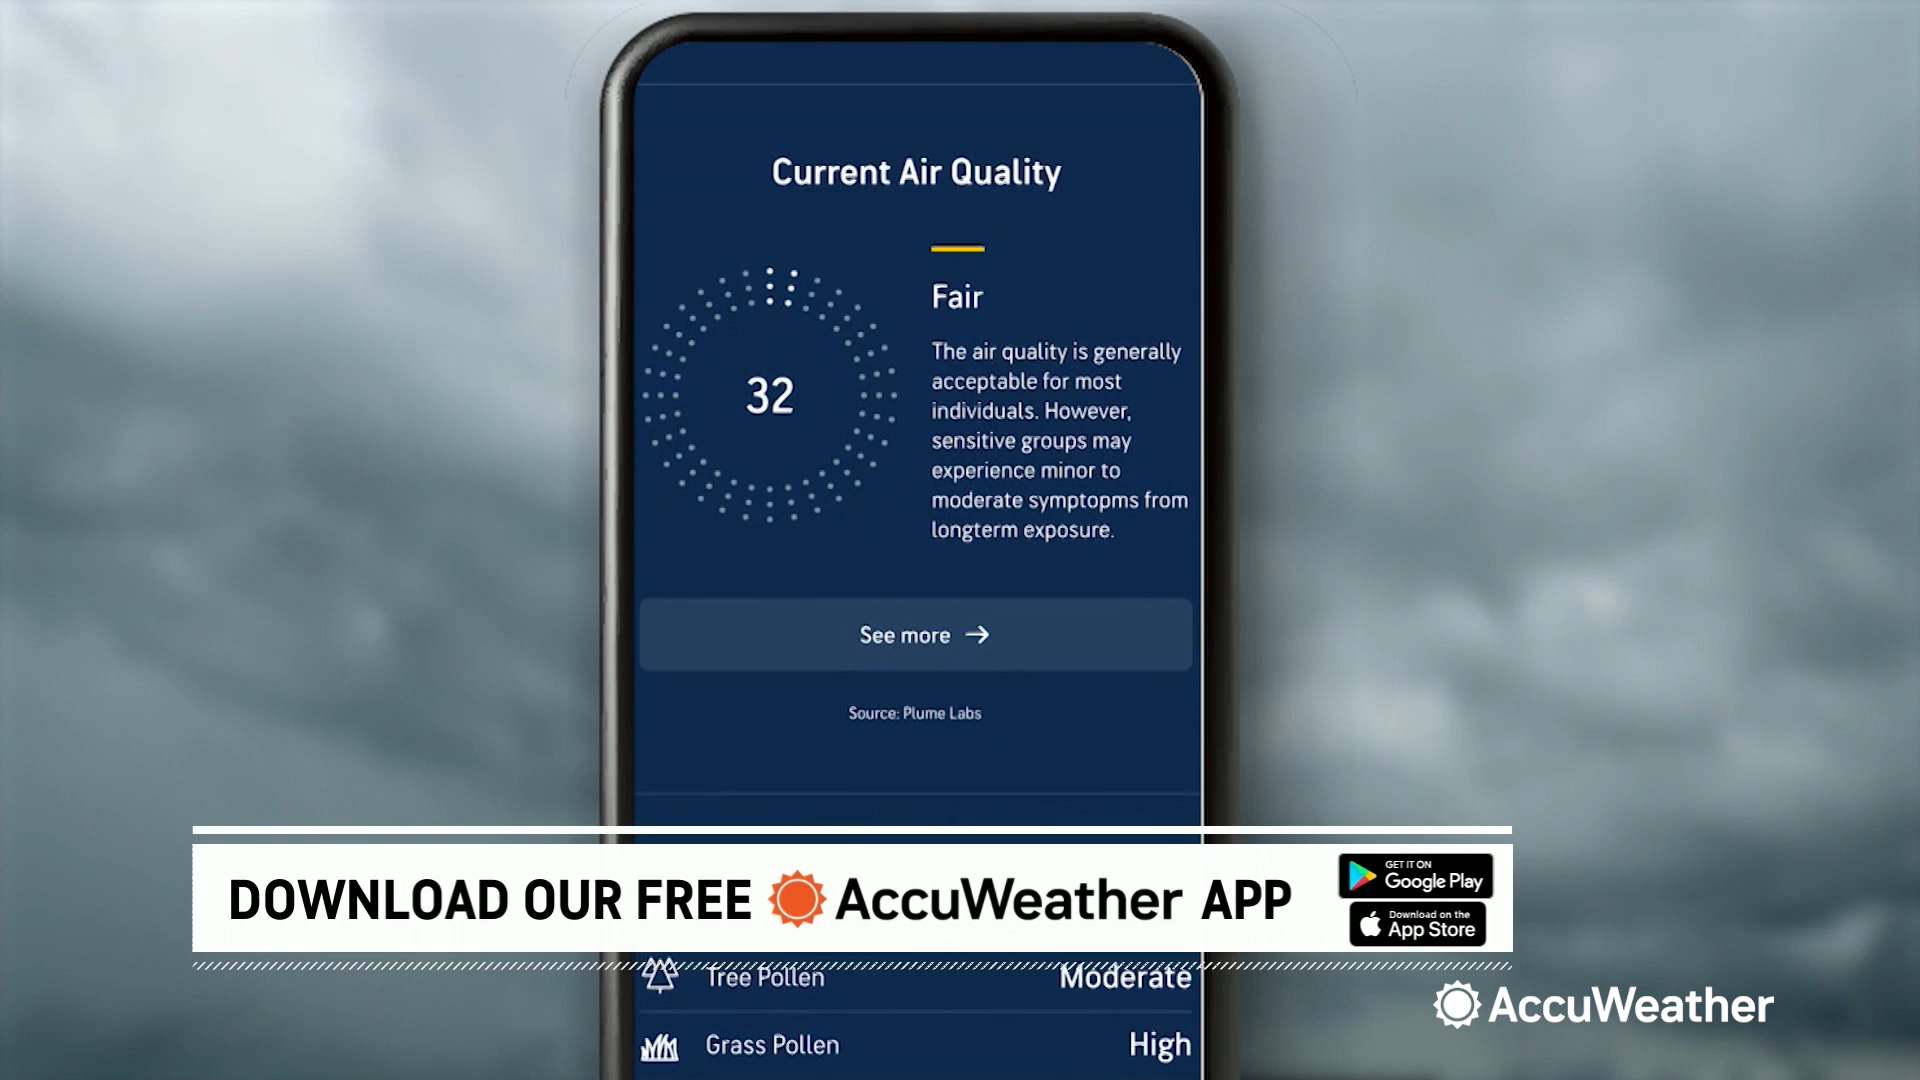 Current Air Quality
Fair
32
The air quality is generally
acceptable for most
individuals. However,
sensitive groups may
experience minor to
moderate symptopms from
longterm exposure.
See more →
Source: Plume Labs
DOWNLOAD OUR FREE AccuWeather APP
GET IT ON
Google Play
Download on the
App Store
Tree Pollen Moderate
AccuWeather
Grass Pollen High